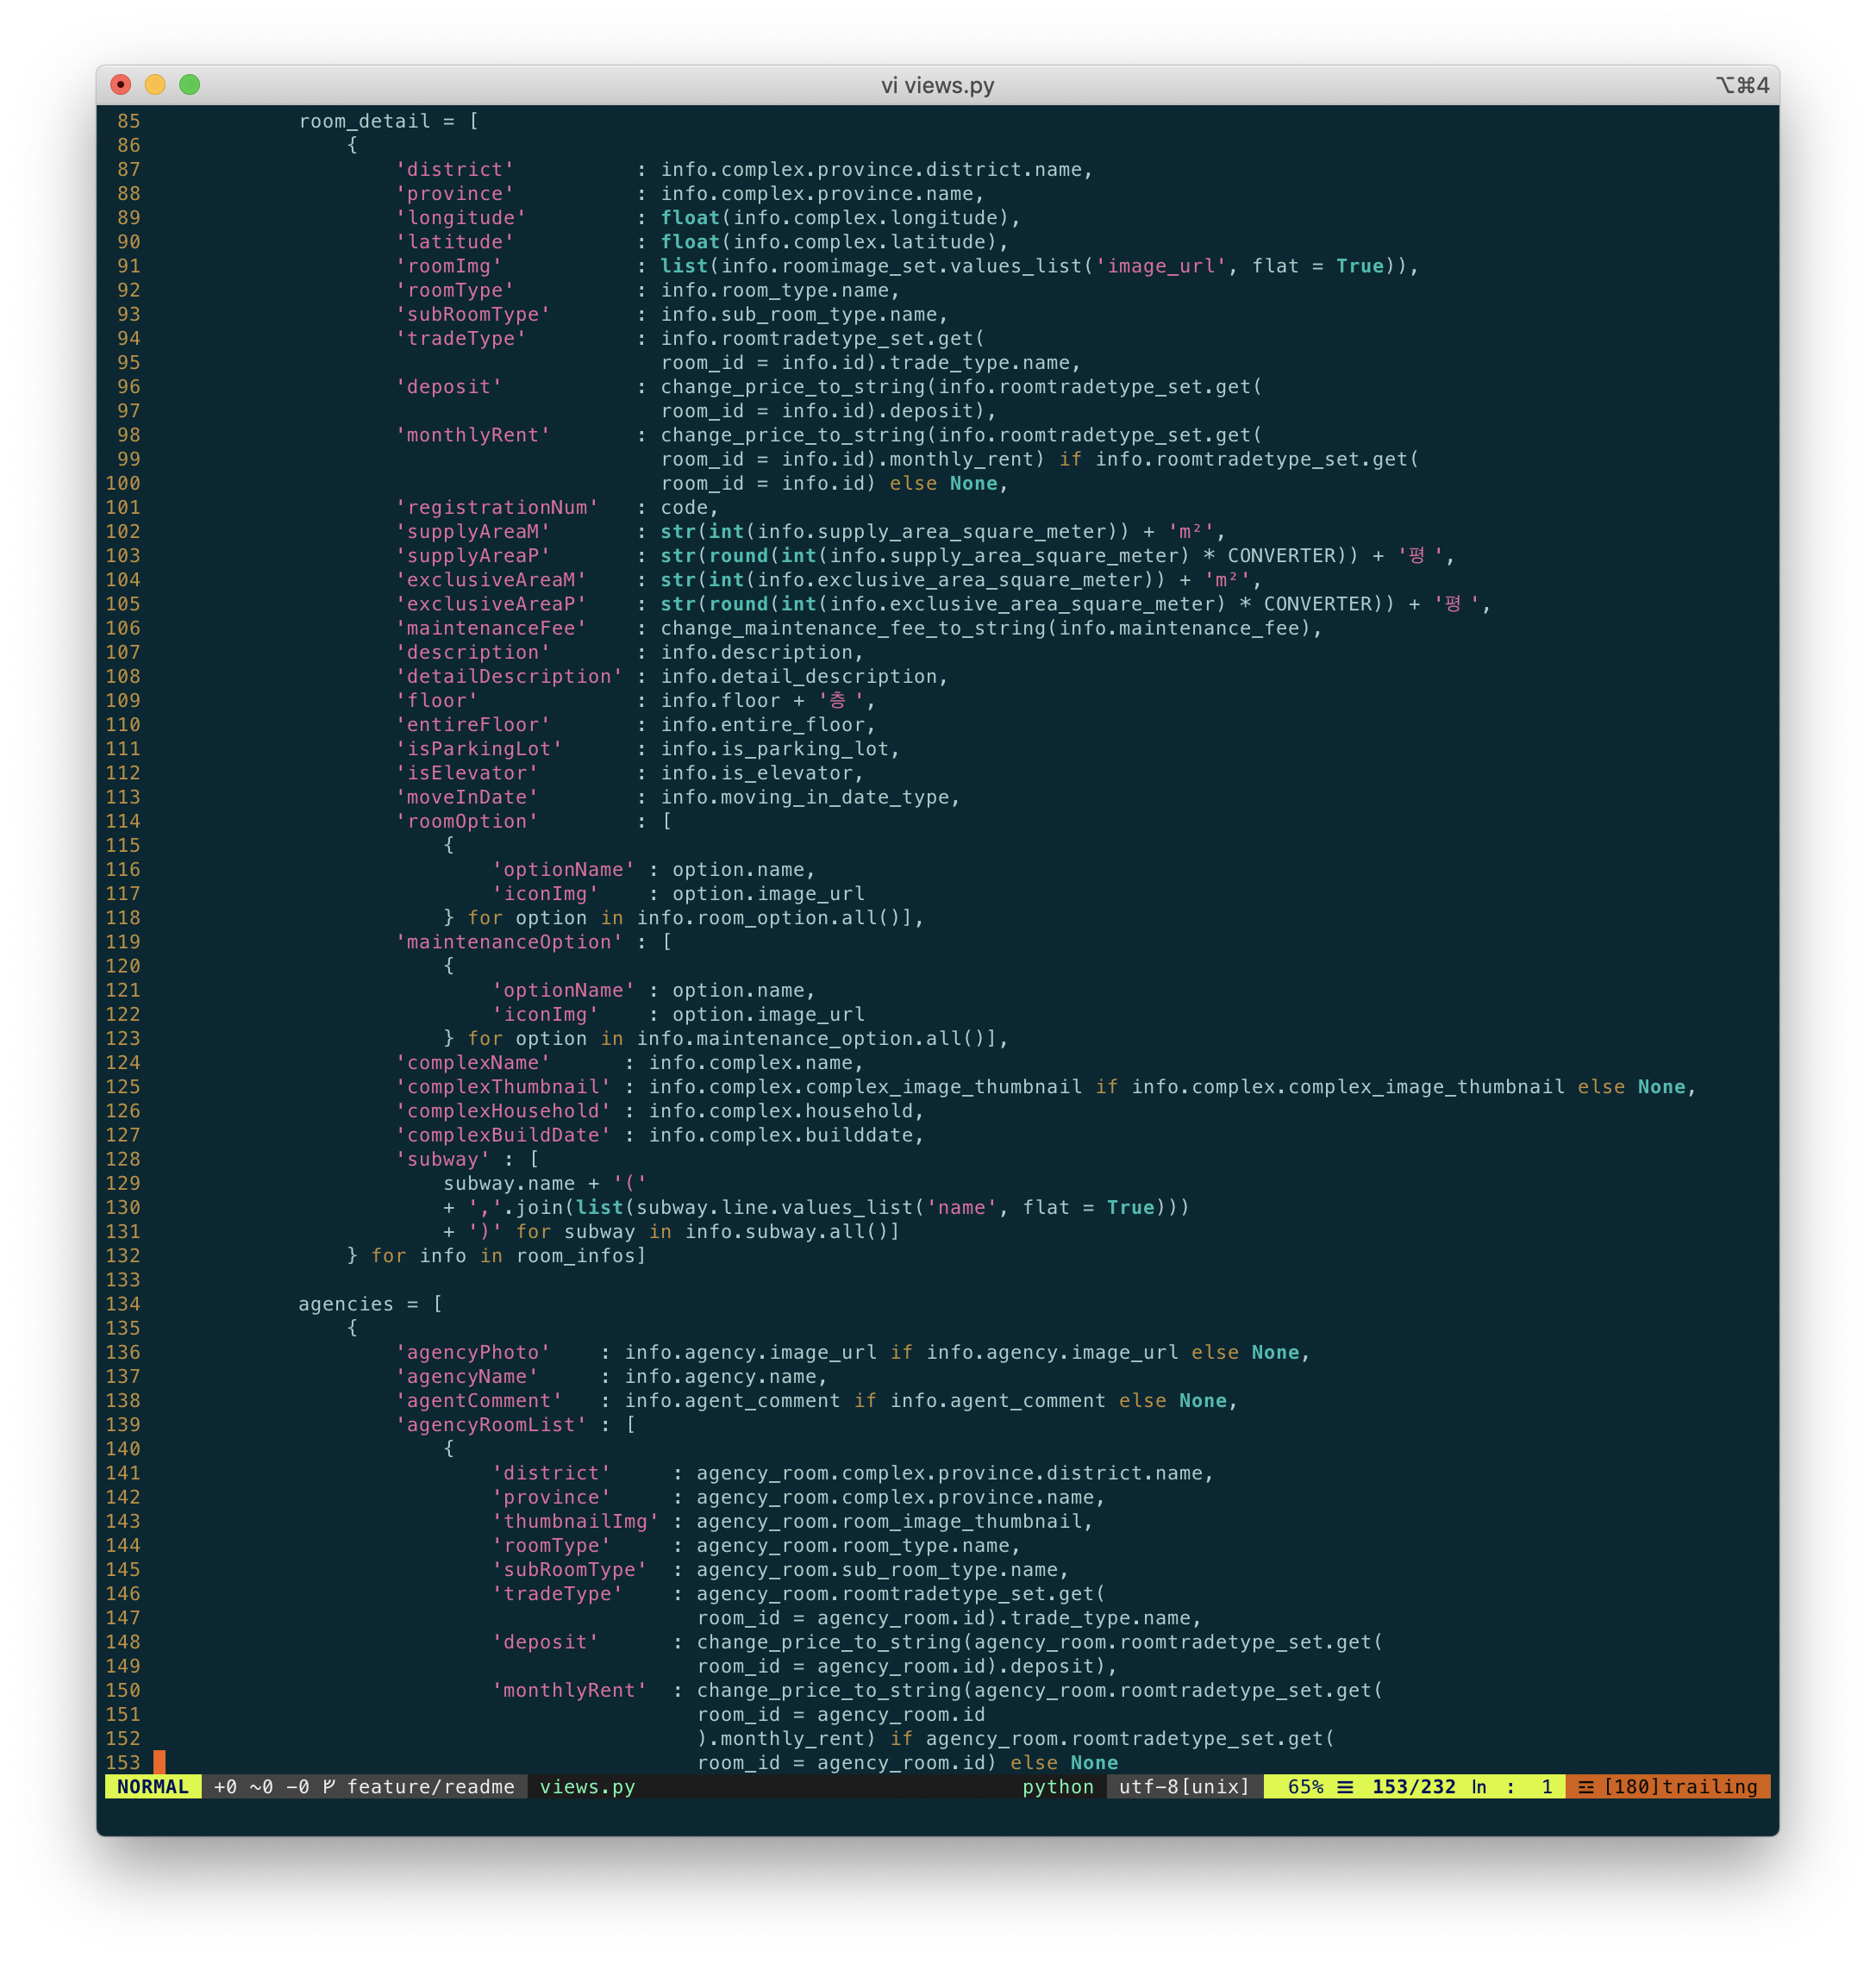 vi views.py
⌥⌘4
85 room_detail = [
86 {
87 'district' : info.complex.province.district.name,
88 'province' : info.complex.province.name,
89 'longitude' : float(info.complex.longitude),
90 'latitude' : float(info.complex.latitude),
91 'roomImg' : list(info.roomimage_set.values_list('image_url', flat = True)),
92 'roomType' : info.room_type.name,
93 'subRoomType' : info.sub_room_type.name,
94 'tradeType' : info.roomtradetype_set.get(
95 room_id = info.id).trade_type.name,
96 'deposit' : change_price_to_string(info.roomtradetype_set.get(
97 room_id = info.id).deposit),
98 'monthlyRent' : change_price_to_string(info.roomtradetype_set.get(
99 room_id = info.id).monthly_rent) if info.roomtradetype_set.get(
100 room_id = info.id) else None,
101 'registrationNum' : code,
102 'supplyAreaM' : str(int(info.supply_area_square_meter)) + 'm²',
103 'supplyAreaP' : str(round(int(info.supply_area_square_meter) * CONVERTER)) + '평 ',
104 'exclusiveAreaM' : str(int(info.exclusive_area_square_meter)) + 'm²',
105 'exclusiveAreaP' : str(round(int(info.exclusive_area_square_meter) * CONVERTER)) + '평 ',
106 'maintenanceFee' : change_maintenance_fee_to_string(info.maintenance_fee),
107 'description' : info.description,
108 'detailDescription' : info.detail_description,
109 'floor' : info.floor + '층 ',
110 'entireFloor' : info.entire_floor,
111 'isParkingLot' : info.is_parking_lot,
112 'isElevator' : info.is_elevator,
113 'moveInDate' : info.moving_in_date_type,
114 'roomOption' : [
115 {
116 'optionName' : option.name,
117 'iconImg' : option.image_url
118 } for option in info.room_option.all()],
119 'maintenanceOption' : [
120 {
121 'optionName' : option.name,
122 'iconImg' : option.image_url
123 } for option in info.maintenance_option.all()],
124 'complexName' : info.complex.name,
125 'complexThumbnail' : info.complex.complex_image_thumbnail if info.complex.complex_image_thumbnail else None,
126 'complexHousehold' : info.complex.household,
127 'complexBuildDate' : info.complex.builddate,
128 'subway' : [
129 subway.name + '('
130 + ','.join(list(subway.line.values_list('name', flat = True)))
131 + ')' for subway in info.subway.all()]
132 } for info in room_infos]
133
134 agencies = [
135 {
136 'agencyPhoto' : info.agency.image_url if info.agency.image_url else None,
137 'agencyName' : info.agency.name,
138 'agentComment' : info.agent_comment if info.agent_comment else None,
139 'agencyRoomList' : [
140 {
141 'district' : agency_room.complex.province.district.name,
142 'province' : agency_room.complex.province.name,
143 'thumbnailImg' : agency_room.room_image_thumbnail,
144 'roomType' : agency_room.room_type.name,
145 'subRoomType' : agency_room.sub_room_type.name,
146 'tradeType' : agency_room.roomtradetype_set.get(
147 room_id = agency_room.id).trade_type.name,
148 'deposit' : change_price_to_string(agency_room.roomtradetype_set.get(
149 room_id = agency_room.id).deposit),
150 'monthlyRent' : change_price_to_string(agency_room.roomtradetype_set.get(
151 room_id = agency_room.id
152 ).monthly_rent) if agency_room.roomtradetype_set.get(
153 room_id = agency_room.id) else None
NORMAL +0 ~0 -0 feature/readme views.py python utf-8[unix] 65% ☰ 153/232 ln : 1 ☲ [180]trailing